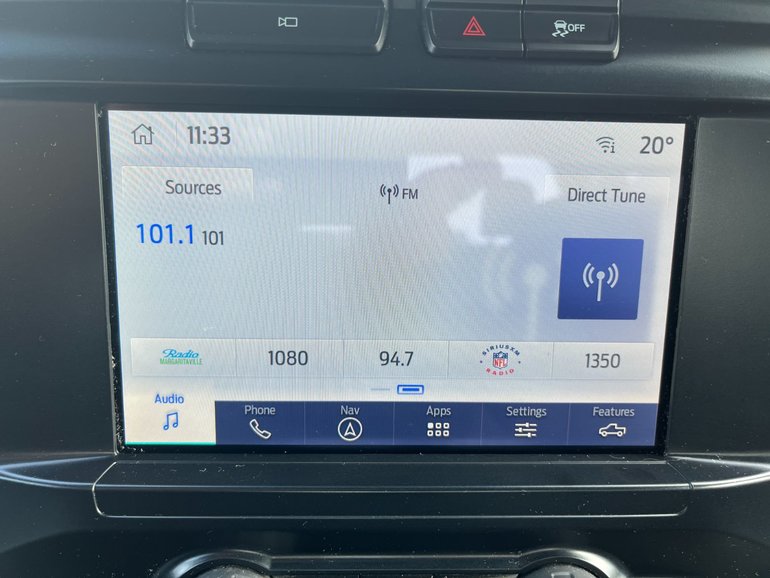 OFF
11:33
20°
Sources
FM
Direct Tune
101.1 101
Radio MARGARITAVILLE
1080
94.7
SIRIUSXM NFL RADIO
1350
Audio
Phone
Nav
Apps
Settings
Features